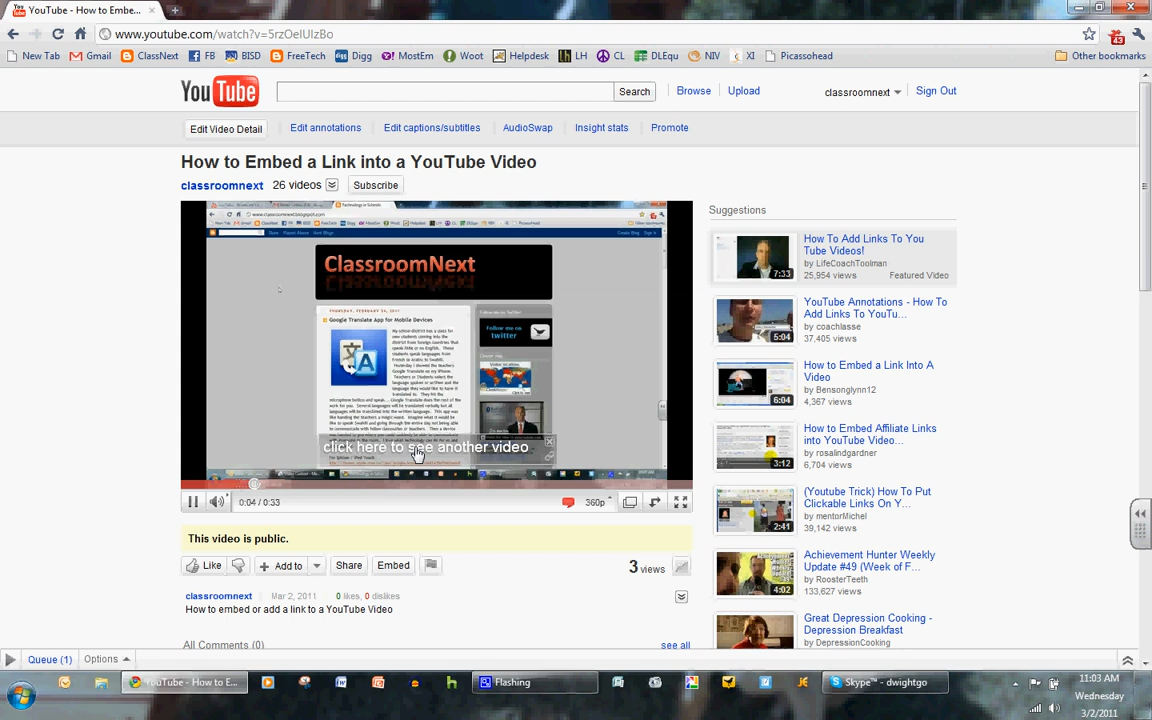 YouTube - How to Embe...
www.youtube.com/watch?v=5rzOelUIzBo
New Tab Gmail ClassNext FB BISD FreeTech Digg MostEm Woot Helpdesk LH CL DLEqu NIV XI Picassohead Other bookmarks
43
YouTube Search Browse Upload classroomnext Sign Out
Edit Video Detail Edit annotations Edit captions/subtitles AudioSwap Insight stats Promote
How to Embed a Link into a YouTube Video
classroomnext 26 videos Subscribe
ClassroomNext
Google Translate App for Mobile Devices
Follow me on
twitter
click here to see another video
0:04 / 0:33 360p
This video is public.
Like Add to Share Embed 3 views
classroomnext Mar 2, 2011 0 likes, 0 dislikes
How to embed or add a link to a YouTube Video
All Comments (0) see all
Suggestions
How To Add Links To You
Tube Videos!
by LifeCoachToolman
25,954 views Featured Video
7:33
YouTube Annotations - How To
Add Links To YouTu...
by coachlasse
37,405 views
5:04
How to Embed a Link Into A
Video
by Bensonglynn12
4,367 views
6:04
How to Embed Affiliate Links
into YouTube Video...
by rosalindgardner
6,704 views
3:12
(Youtube Trick) How To Put
Clickable Links On Y...
by mentorMichel
39,142 views
2:41
Achievement Hunter Weekly
Update #49 (Week of F...
by RoosterTeeth
133,627 views
4:02
Great Depression Cooking -
Depression Breakfast
by DepressionCooking
Queue (1) Options
YouTube - How to E... Flashing Skype™ - dwightgo
11:03 AM
Wednesday
3/2/2011